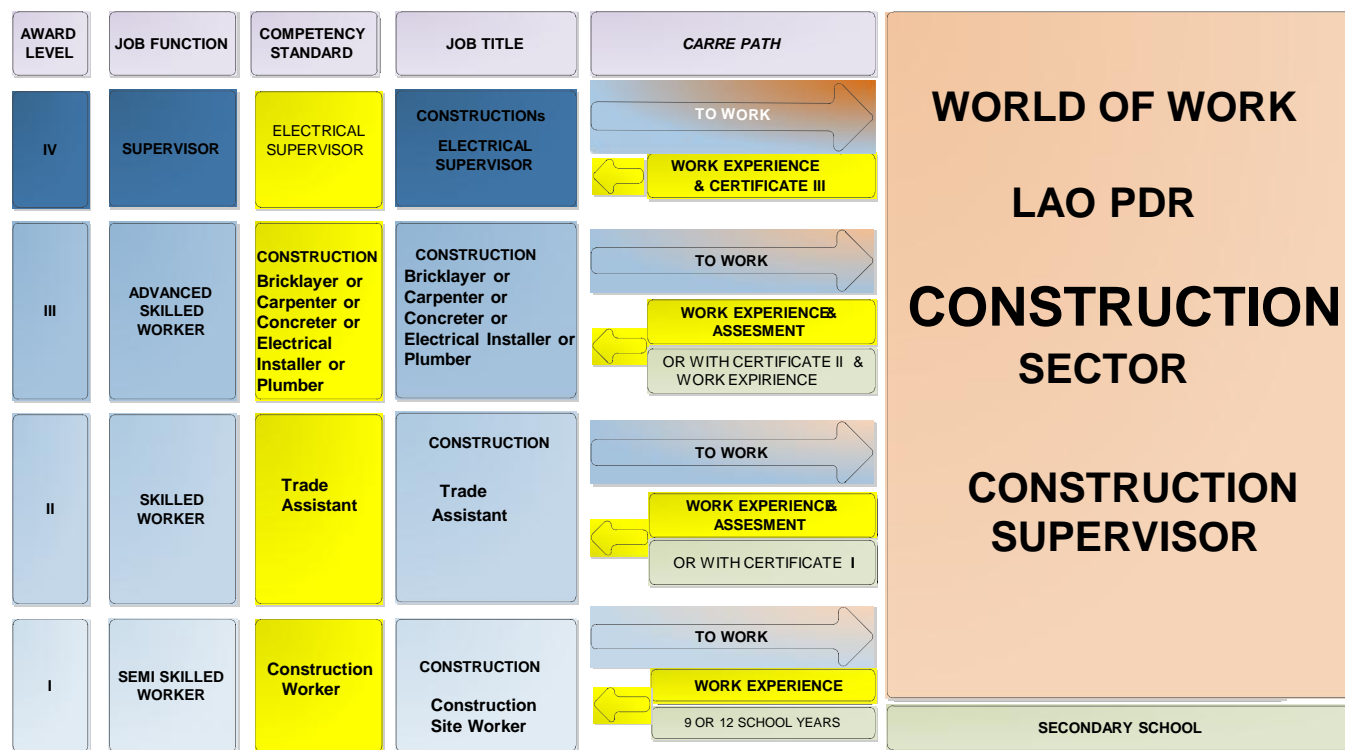 AWARD
LEVEL
JOB FUNCTION
COMPETENCY
STANDARD
JOB TITLE
CARRE PATH
IV
SUPERVISOR
ELECTRICAL
SUPERVISOR
CONSTRUCTIONs
ELECTRICAL
SUPERVISOR
TO WORK
WORK EXPERIENCE
& CERTIFICATE III
III
ADVANCED
SKILLED
WORKER
CONSTRUCTION
Bricklayer or
Carpenter or
Concreter or
Electrical
Installer or
Plumber
CONSTRUCTION
Bricklayer or
Carpenter or
Concreter or
Electrical Installer or
Plumber
TO WORK
WORK EXPERIENCE&
ASSESMENT
OR WITH CERTIFICATE II &
WORK EXPIRIENCE
II
SKILLED
WORKER
Trade
Assistant
CONSTRUCTION
Trade
Assistant
TO WORK
WORK EXPERIENCE&
ASSESMENT
OR WITH CERTIFICATE I
I
SEMI SKILLED
WORKER
Construction
Worker
CONSTRUCTION
Construction
Site Worker
TO WORK
WORK EXPERIENCE
9 OR 12 SCHOOL YEARS
WORLD OF WORK
LAO PDR
CONSTRUCTION
SECTOR
CONSTRUCTION
SUPERVISOR
SECONDARY SCHOOL